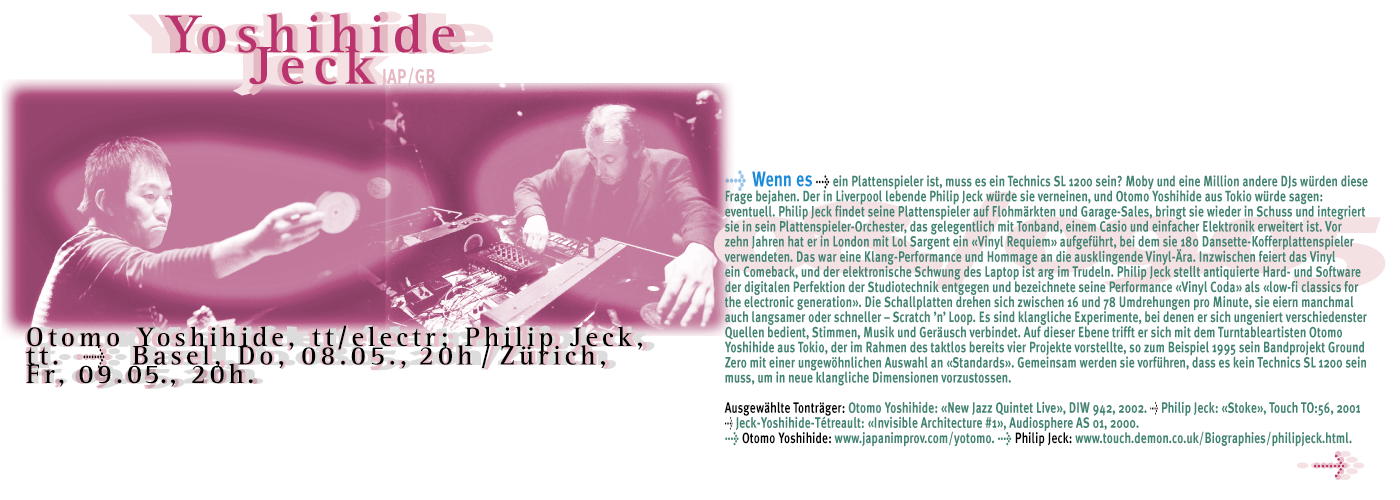 Yoshihide
Jeck JAP/GB
Otomo Yoshihide, tt/electr; Philip Jeck,
tt. Basel, Do, 08.05., 20h / Zürich,
Fr, 09.05., 20h.
Wenn es ein Plattenspieler ist, muss es ein Technics SL 1200 sein? Moby und eine Million andere DJs würden diese
Frage bejahen. Der in Liverpool lebende Philip Jeck würde sie verneinen, und Otomo Yoshihide aus Tokio würde sagen:
eventuell. Philip Jeck findet seine Plattenspieler auf Flohmärkten und Garage-Sales, bringt sie wieder in Schuss und integriert
sie in sein Plattenspieler-Orchester, das gelegentlich mit Tonband, einem Casio und einfacher Elektronik erweitert ist. Vor
zehn Jahren hat er in London mit Lol Sargent ein «Vinyl Requiem» aufgeführt, bei dem sie 180 Dansette-Kofferplattenspieler
verwendeten. Das war eine Klang-Performance und Hommage an die ausklingende Vinyl-Ära. Inzwischen feiert das Vinyl
ein Comeback, und der elektronische Schwung des Laptop ist arg im Trudeln. Philip Jeck stellt antiquierte Hard- und Software
der digitalen Perfektion der Studiotechnik entgegen und bezeichnete seine Performance «Vinyl Coda» als «low-fi classics for
the electronic generation». Die Schallplatten drehen sich zwischen 16 und 78 Umdrehungen pro Minute, sie eiern manchmal
auch langsamer oder schneller – Scratch 'n' Loop. Es sind klangliche Experimente, bei denen er sich ungeniert verschiedenster
Quellen bedient, Stimmen, Musik und Geräusch verbindet. Auf dieser Ebene trifft er sich mit dem Turntableartisten Otomo
Yoshihide aus Tokio, der im Rahmen des taktlos bereits vier Projekte vorstellte, so zum Beispiel 1995 sein Bandprojekt Ground
Zero mit einer ungewöhnlichen Auswahl an «Standards». Gemeinsam werden sie vorführen, dass es kein Technics SL 1200 sein
muss, um in neue klangliche Dimensionen vorzustossen.
Ausgewählte Tonträger: Otomo Yoshihide: «New Jazz Quintet Live», DIW 942, 2002. Philip Jeck: «Stoke», Touch TO:56, 2001
Jeck-Yoshihide-Tétreault: «Invisible Architecture #1», Audiosphere AS 01, 2000.
Otomo Yoshihide: www.japanimprov.com/yotomo. Philip Jeck: www.touch.demon.co.uk/Biographies/philipjeck.html.